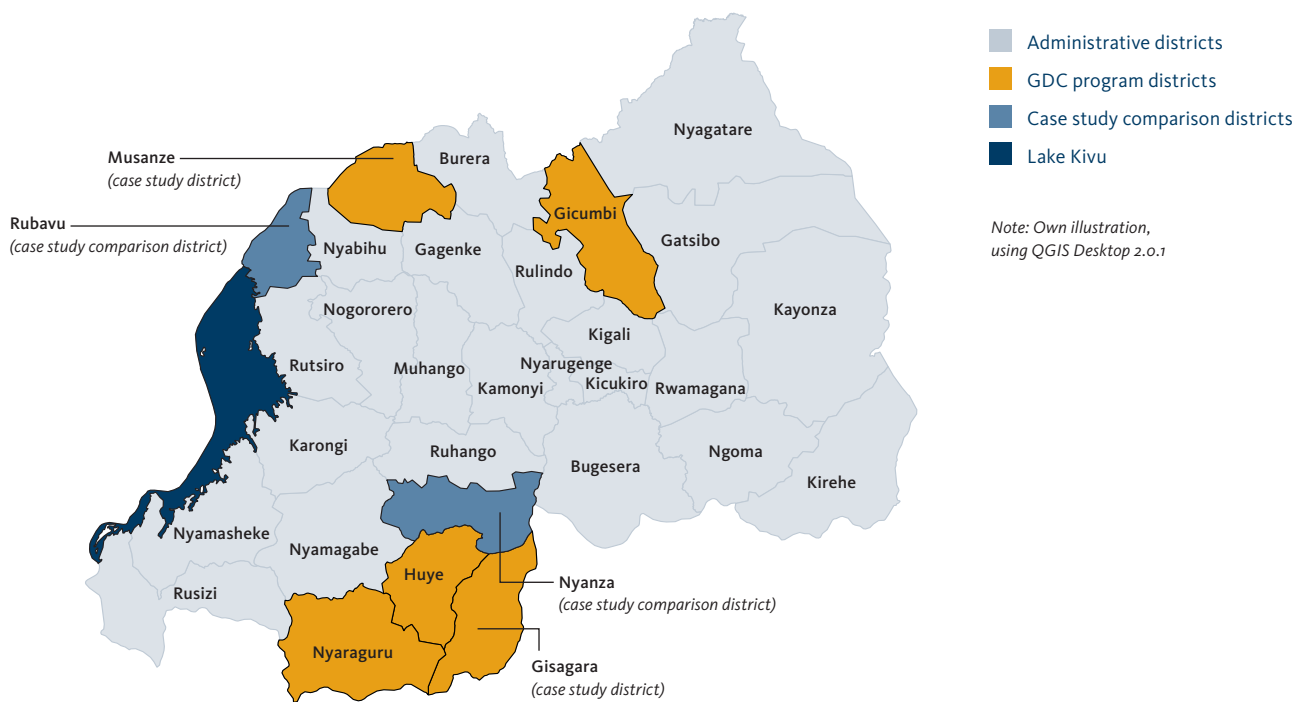 Administrative districts
GDC program districts
Case study comparison districts
Lake Kivu
Note: Own illustration,
using QGIS Desktop 2.0.1
Nyagatare
Musanze
(case study district)
Burera
Rubavu
(case study comparison district)
Gicumbi
Nyabihu
Gagenke
Gatsibo
Rulindo
Nogororero
Kayonza
Kigali
Rutsiro
Muhango
Nyarugenge
Kamonyi
Kicukiro
Rwamagana
Karongi
Ruhango
Bugesera
Ngoma
Kirehe
Nyamasheke
Nyamagabe
Huye
Nyanza
(case study comparison district)
Rusizi
Nyaraguru
Gisagara
(case study district)